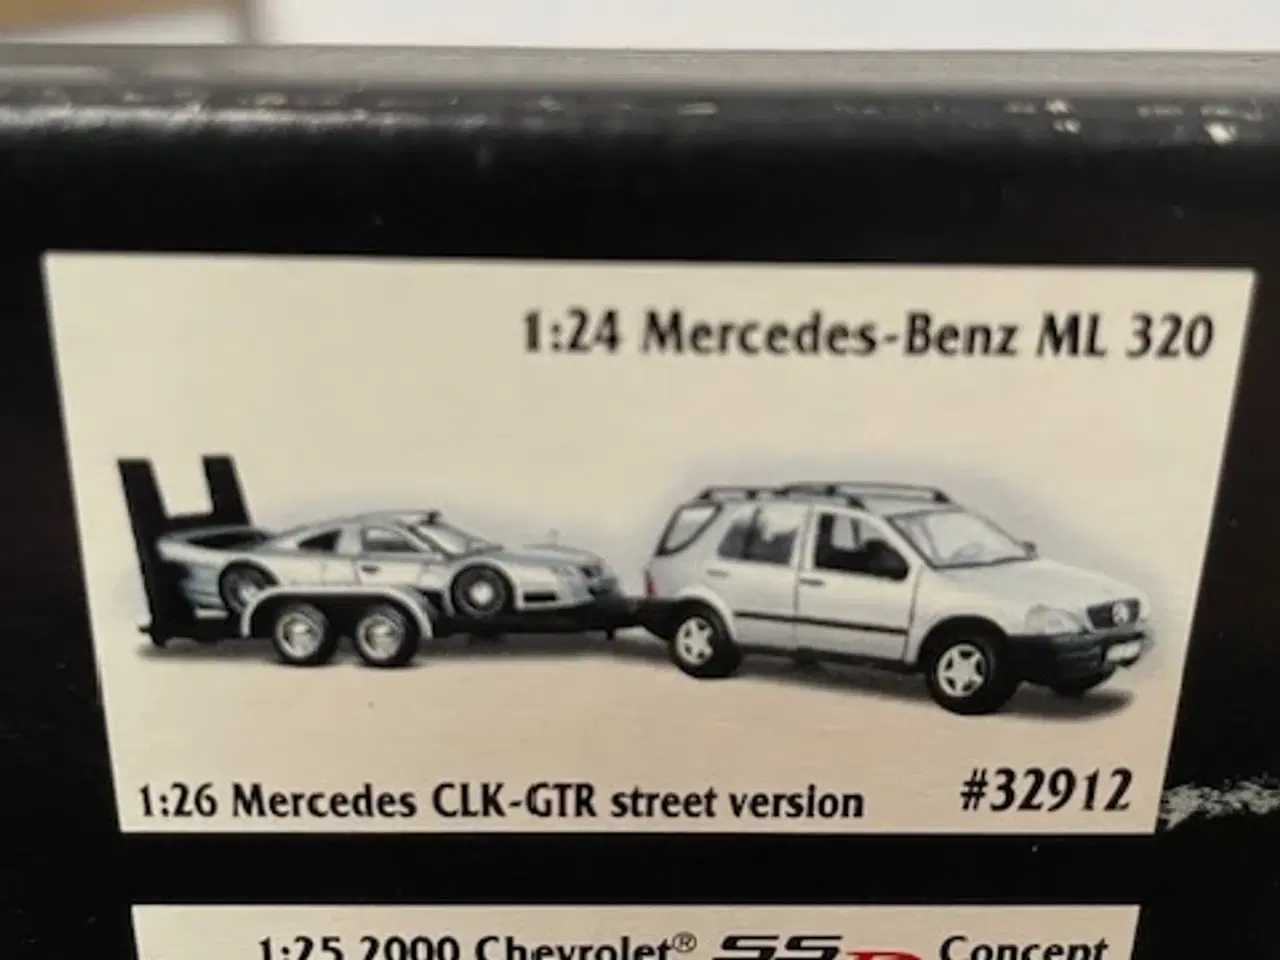 1:24 Mercedes-Benz ML 320
1:26 Mercedes CLK-GTR street version #32912
1:25 2000 Chevrolet® SSR Concept